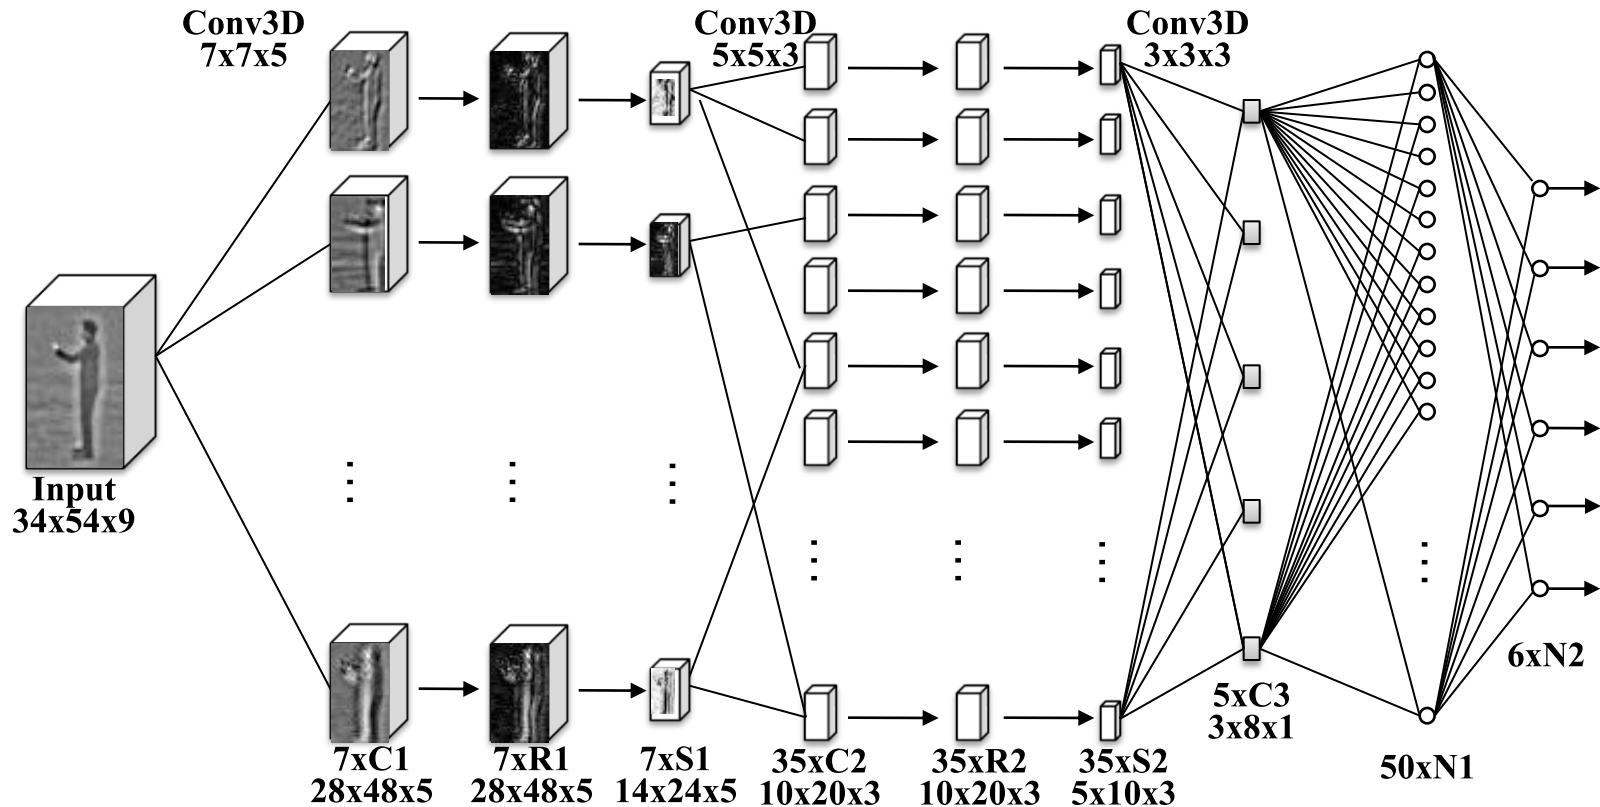 Conv3D
7x7x5
Conv3D
5x5x3
Conv3D
3x3x3
Input
34x54x9
7xC1
28x48x5
7xR1
28x48x5
7xS1
14x24x5
35xC2
10x20x3
35xR2
10x20x3
35xS2
5x10x3
5xC3
3x8x1
50xN1
6xN2